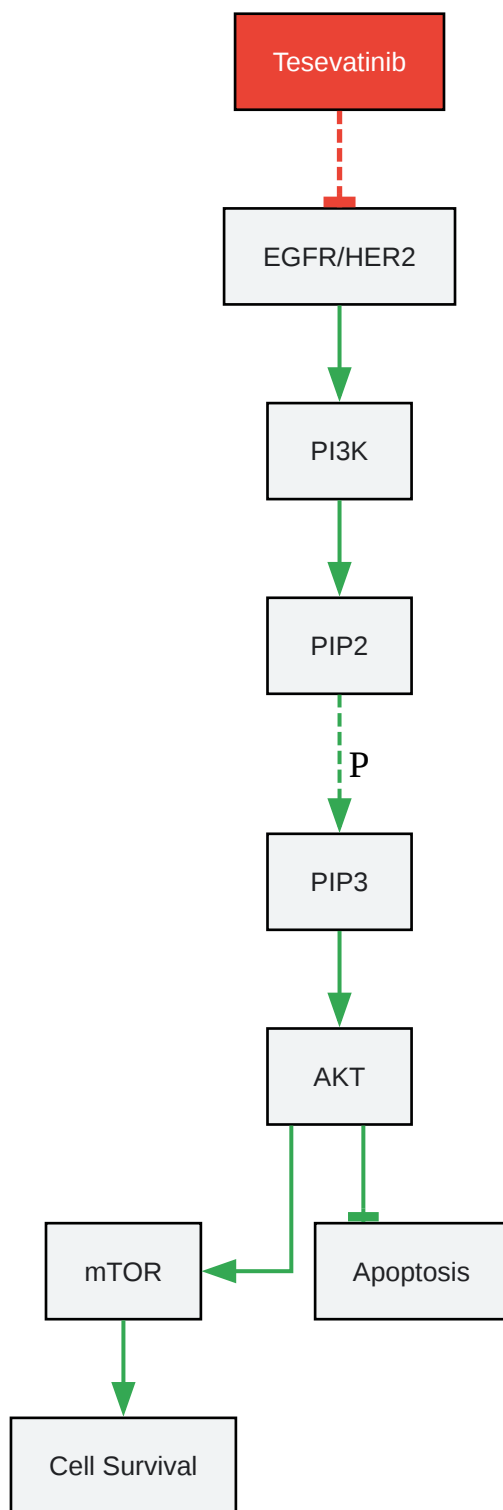 Tesevatinib
EGFR/HER2
PI3K
PIP2
P
PIP3
AKT
mTOR
Apoptosis
Cell Survival